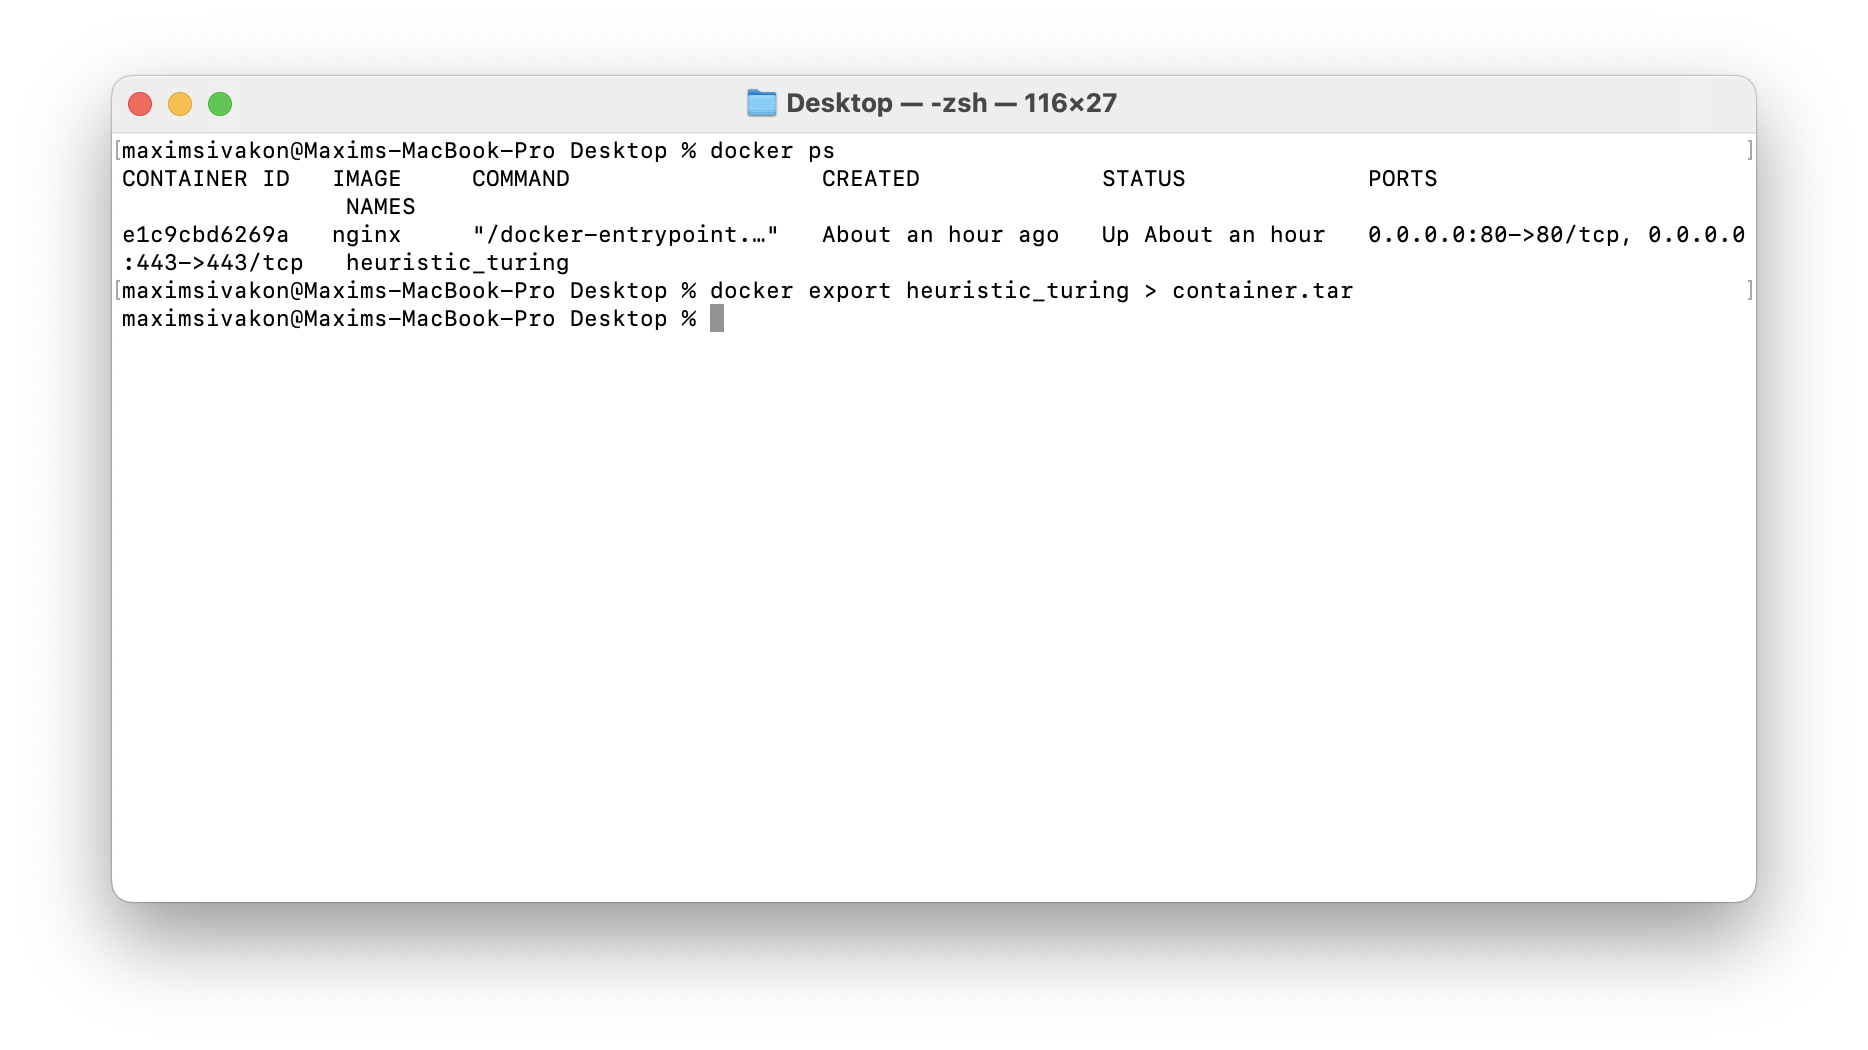 Desktop — -zsh — 116×27
[maximsivakon@Maxims-MacBook-Pro Desktop % docker ps ]
CONTAINER ID   IMAGE     COMMAND                  CREATED             STATUS             PORTS
                NAMES
e1c9cbd6269a   nginx     "/docker-entrypoint.…"   About an hour ago   Up About an hour   0.0.0.0:80->80/tcp, 0.0.0.0
:443->443/tcp   heuristic_turing
[maximsivakon@Maxims-MacBook-Pro Desktop % docker export heuristic_turing > container.tar ]
maximsivakon@Maxims-MacBook-Pro Desktop %